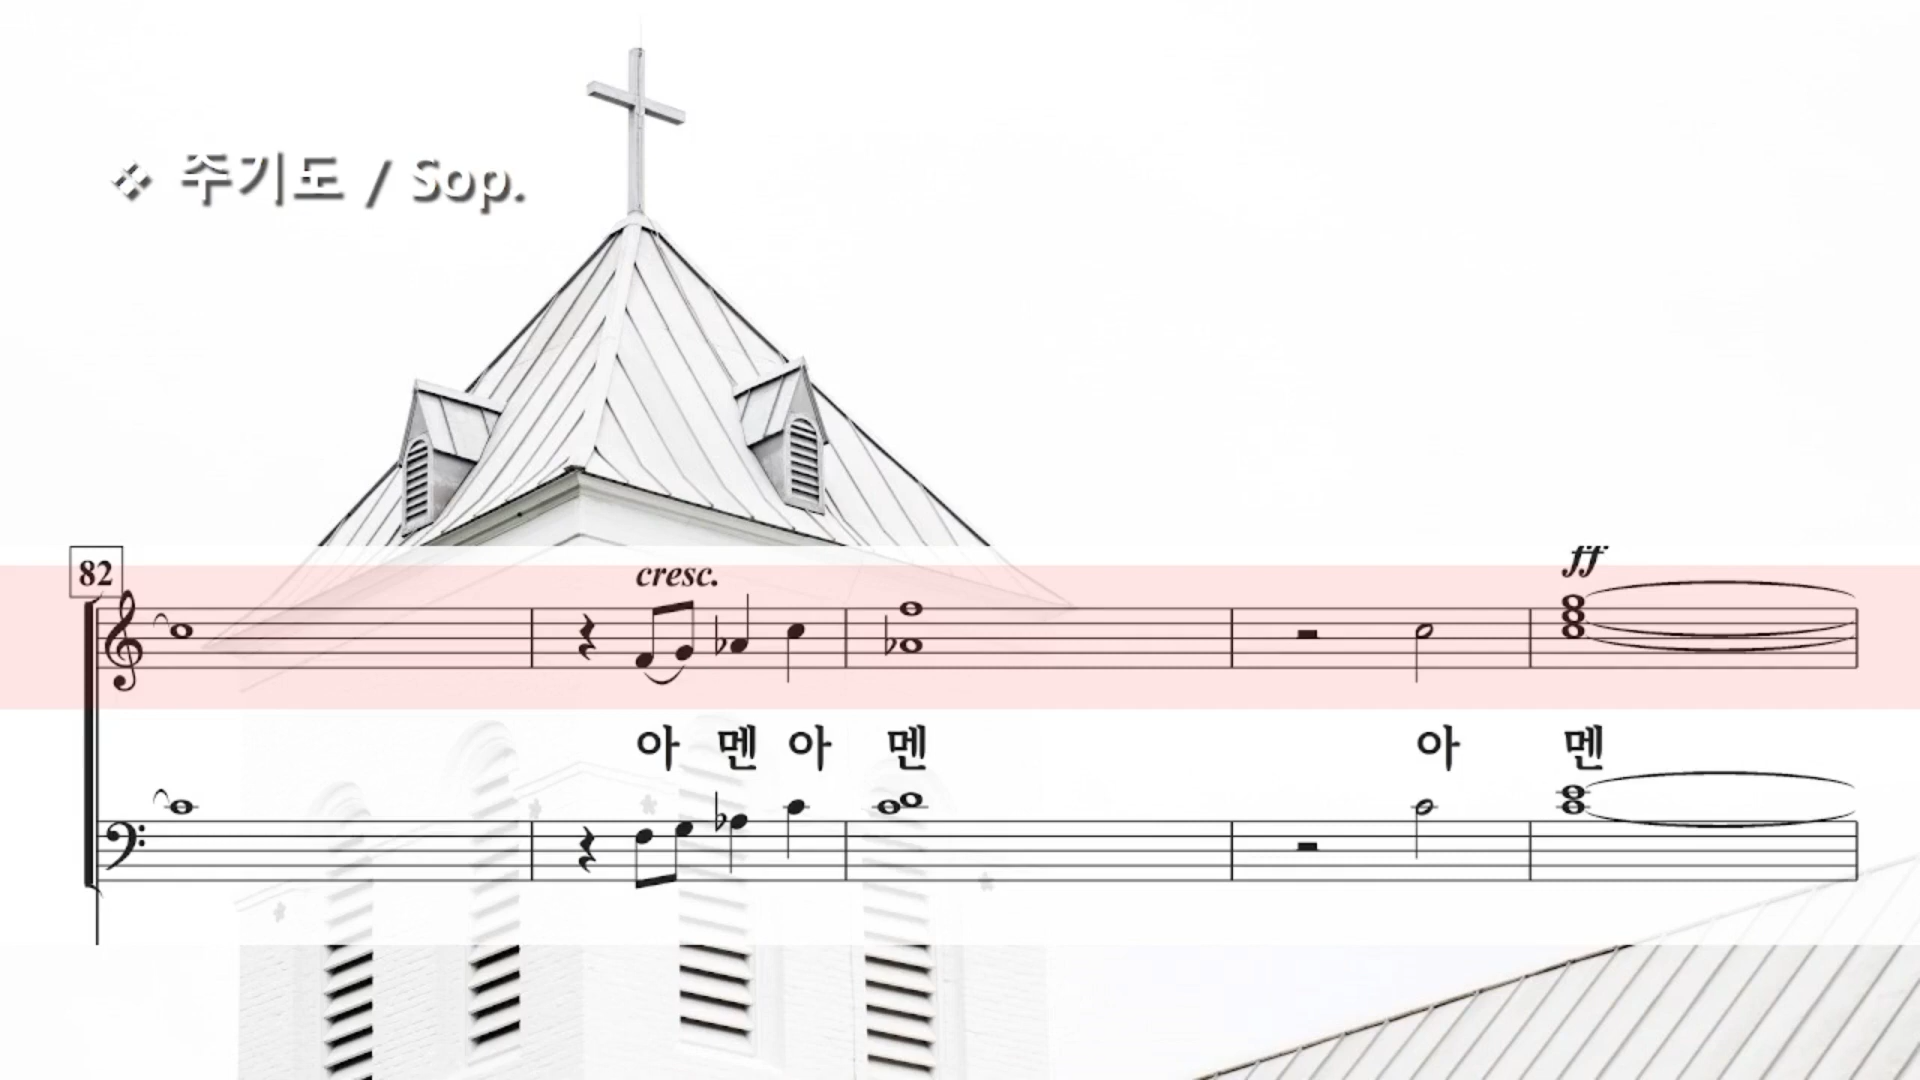 ❖ 주기도 / Sop.
82
cresc.
ff
아 멘 아 멘 아 멘